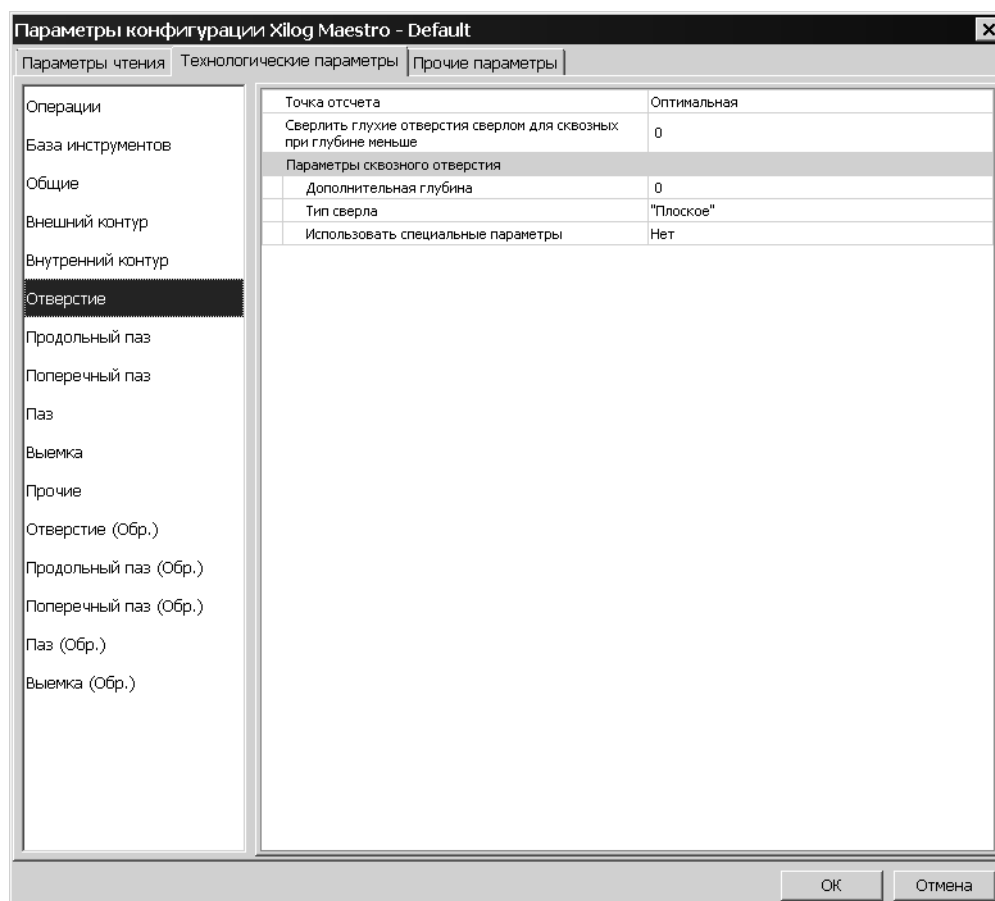 Параметры конфигурации Xilog Maestro - Default
Параметры чтения Технологические параметры Прочие параметры
Операции
База инструментов
Общие
Внешний контур
Внутренний контур
Отверстие
Продольный паз
Поперечный паз
Паз
Выемка
Прочие
Отверстие (Обр.)
Продольный паз (Обр.)
Поперечный паз (Обр.)
Паз (Обр.)
Выемка (Обр.)
Точка отсчета Оптимальная
Сверлить глухие отверстия сверлом для сквозных
при глубине меньше 0
Параметры сквозного отверстия
Дополнительная глубина 0
Тип сверла "Плоское"
Использовать специальные параметры Нет
ОК Отмена